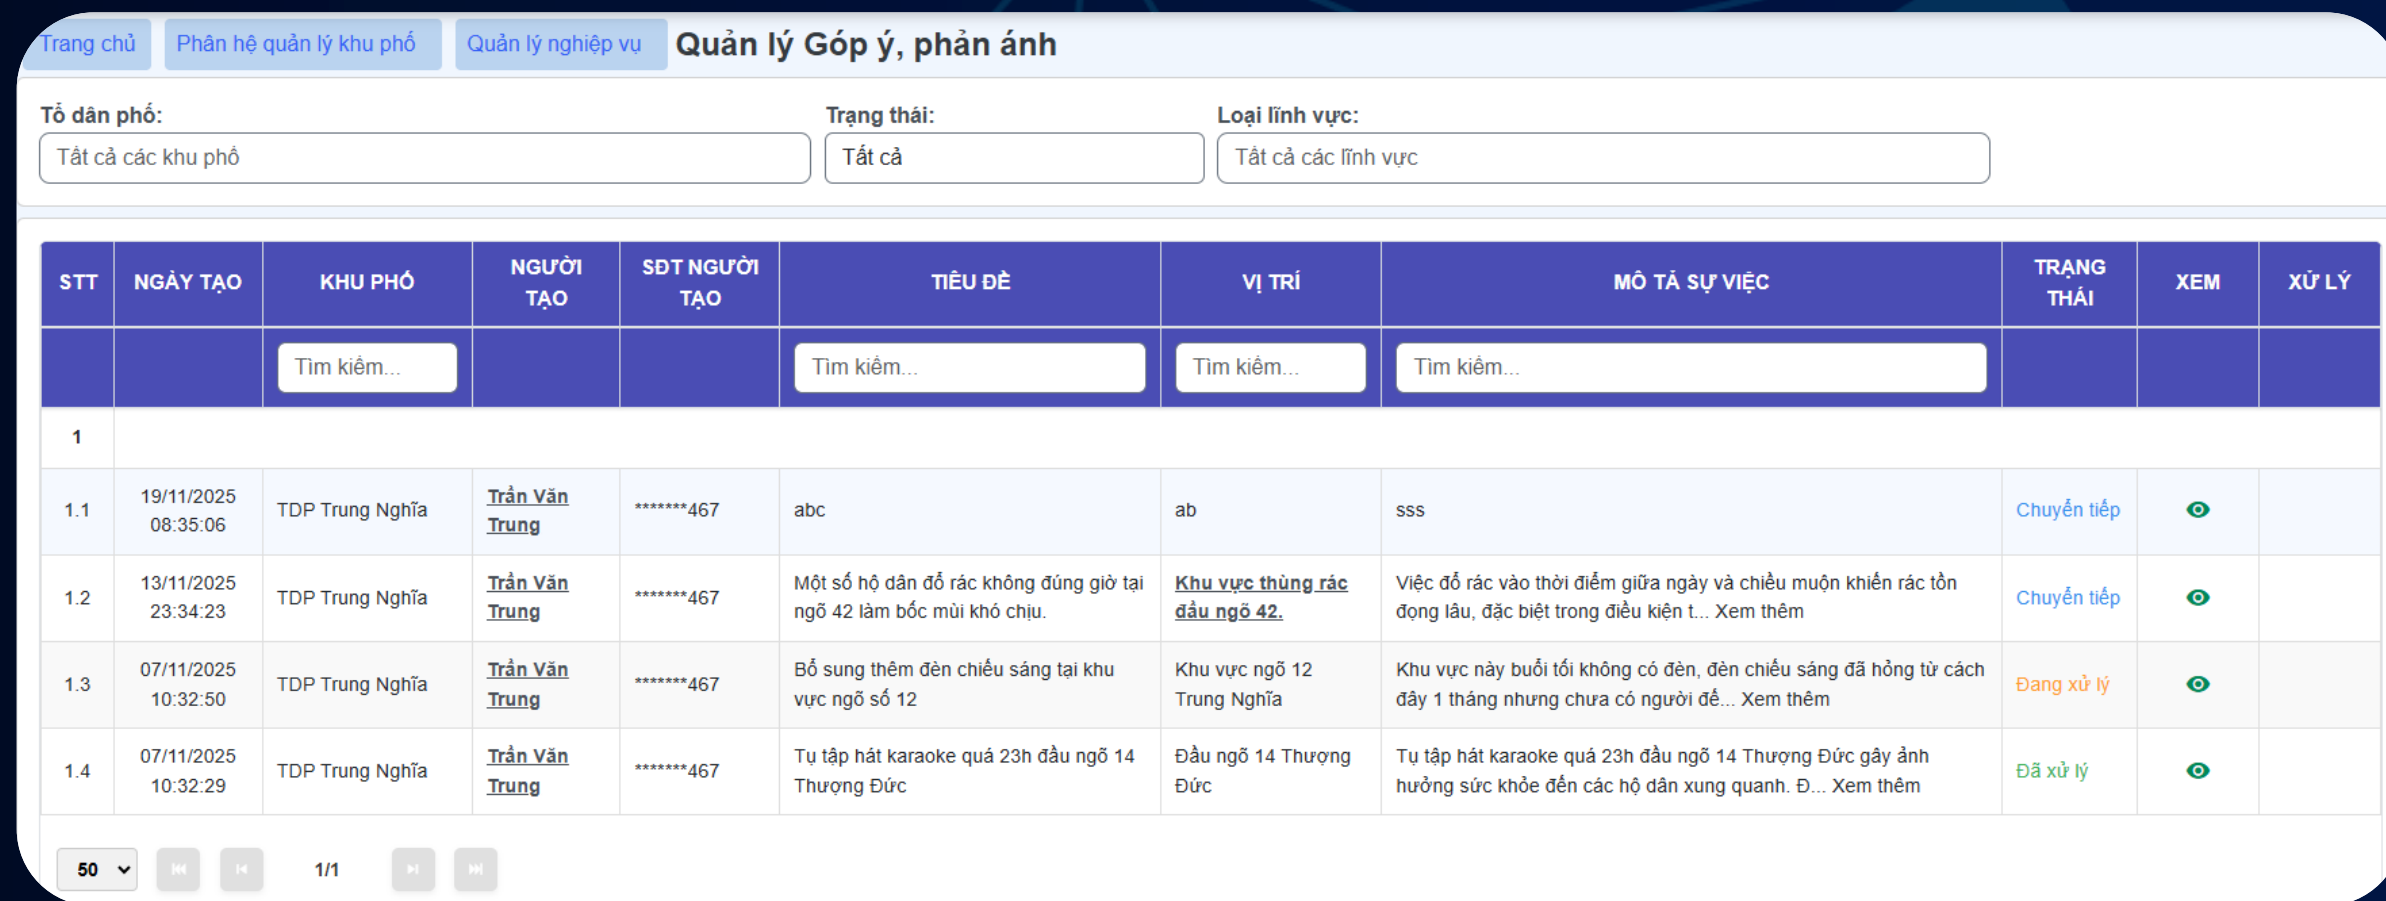 Trang chủ Phân hệ quản lý khu phố Quản lý nghiệp vụ Quản lý Góp ý, phản ánh
Tổ dân phố: Trạng thái: Loại lĩnh vực:
Tất cả các khu phố Tất cả Tất cả các lĩnh vực
STT NGÀY TẠO KHU PHỐ NGƯỜI TẠO SĐT NGƯỜI TẠO TIÊU ĐỀ VỊ TRÍ MÔ TẢ SỰ VIỆC TRẠNG THÁI XEM XỬ LÝ
Tìm kiếm... Tìm kiếm... Tìm kiếm... Tìm kiếm...
1
1.1 19/11/2025 08:35:06 TDP Trung Nghĩa Trần Văn Trung *******467 abc ab sss Chuyển tiếp
1.2 13/11/2025 23:34:23 TDP Trung Nghĩa Trần Văn Trung *******467 Một số hộ dân đổ rác không đúng giờ tại ngõ 42 làm bốc mùi khó chịu. Khu vực thùng rác đầu ngõ 42. Việc đổ rác vào thời điểm giữa ngày và chiều muộn khiến rác tồn đọng lâu, đặc biệt trong điều kiện t... Xem thêm Chuyển tiếp
1.3 07/11/2025 10:32:50 TDP Trung Nghĩa Trần Văn Trung *******467 Bổ sung thêm đèn chiếu sáng tại khu vực ngõ số 12 Khu vực ngõ 12 Trung Nghĩa Khu vực này buổi tối không có đèn, đèn chiếu sáng đã hỏng từ cách đây 1 tháng nhưng chưa có người đế... Xem thêm Đang xử lý
1.4 07/11/2025 10:32:29 TDP Trung Nghĩa Trần Văn Trung *******467 Tụ tập hát karaoke quá 23h đầu ngõ 14 Thượng Đức Đầu ngõ 14 Thượng Đức Tụ tập hát karaoke quá 23h đầu ngõ 14 Thượng Đức gây ảnh hưởng sức khỏe đến các hộ dân xung quanh. Đ... Xem thêm Đã xử lý
50 1/1